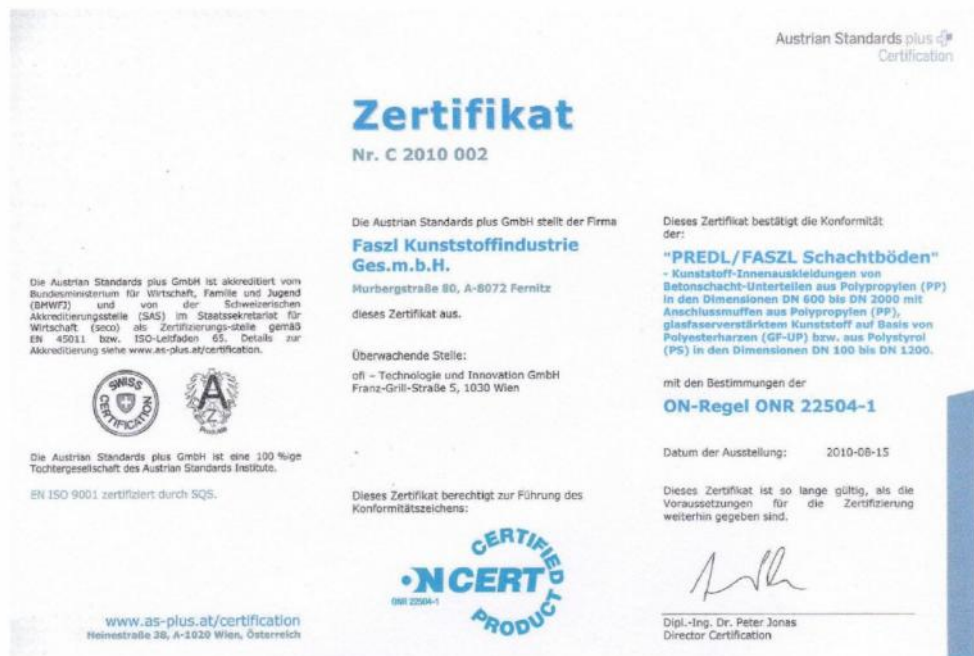 Austrian Standards plus
Certification
Zertifikat
Nr. C 2010 002
Die Austrian Standards plus GmbH ist akkreditiert vom
Bundesministerium für Wirtschaft, Familie und Jugend
(BMWFJ) und von der Schweizerischen
Akkreditierungsstelle (SAS) im Staatssekretariat für
Wirtschaft (seco) als Zertifizierungs-stelle gemäß
EN 45011 bzw. ISO-Leitfaden 65. Details zur
Akkreditierung siehe www.as-plus.at/certification.
SWISS
CERTIFICATION
A
Z
Produkte
Die Austrian Standards plus GmbH ist eine 100 %ige
Tochtergesellschaft des Austrian Standards Institute.
EN ISO 9001 zertifiziert durch SQS.
www.as-plus.at/certification
Heinestraße 38, A-1020 Wien, Österreich
Die Austrian Standards plus GmbH stellt der Firma
Faszl Kunststoffindustrie
Ges.m.b.H.
Murbergstraße 80, A-8072 Fernitz
dieses Zertifikat aus.
Überwachende Stelle:
ofi – Technologie und Innovation GmbH
Franz-Grill-Straße 5, 1030 Wien
Dieses Zertifikat berechtigt zur Führung des
Konformitätszeichens:
CERTIFIED
ON CERT
ONR 22504-1
PRODUCT
Dieses Zertifikat bestätigt die Konformität
der:
"PREDL/FASZL Schachtböden"
- Kunststoff-Innenauskleidungen von
Betonschacht-Unterteilen aus Polypropylen (PP)
in den Dimensionen DN 600 bis DN 2000 mit
Anschlussmuffen aus Polypropylen (PP),
glasfaserverstärktem Kunststoff auf Basis von
Polyesterharzen (GF-UP) bzw. aus Polystyrol
(PS) in den Dimensionen DN 100 bis DN 1200.
mit den Bestimmungen der
ON-Regel ONR 22504-1
Datum der Ausstellung: 2010-08-15
Dieses Zertifikat ist so lange gültig, als die
Voraussetzungen für die Zertifizierung
weiterhin gegeben sind.
Dipl.-Ing. Dr. Peter Jonas
Director Certification